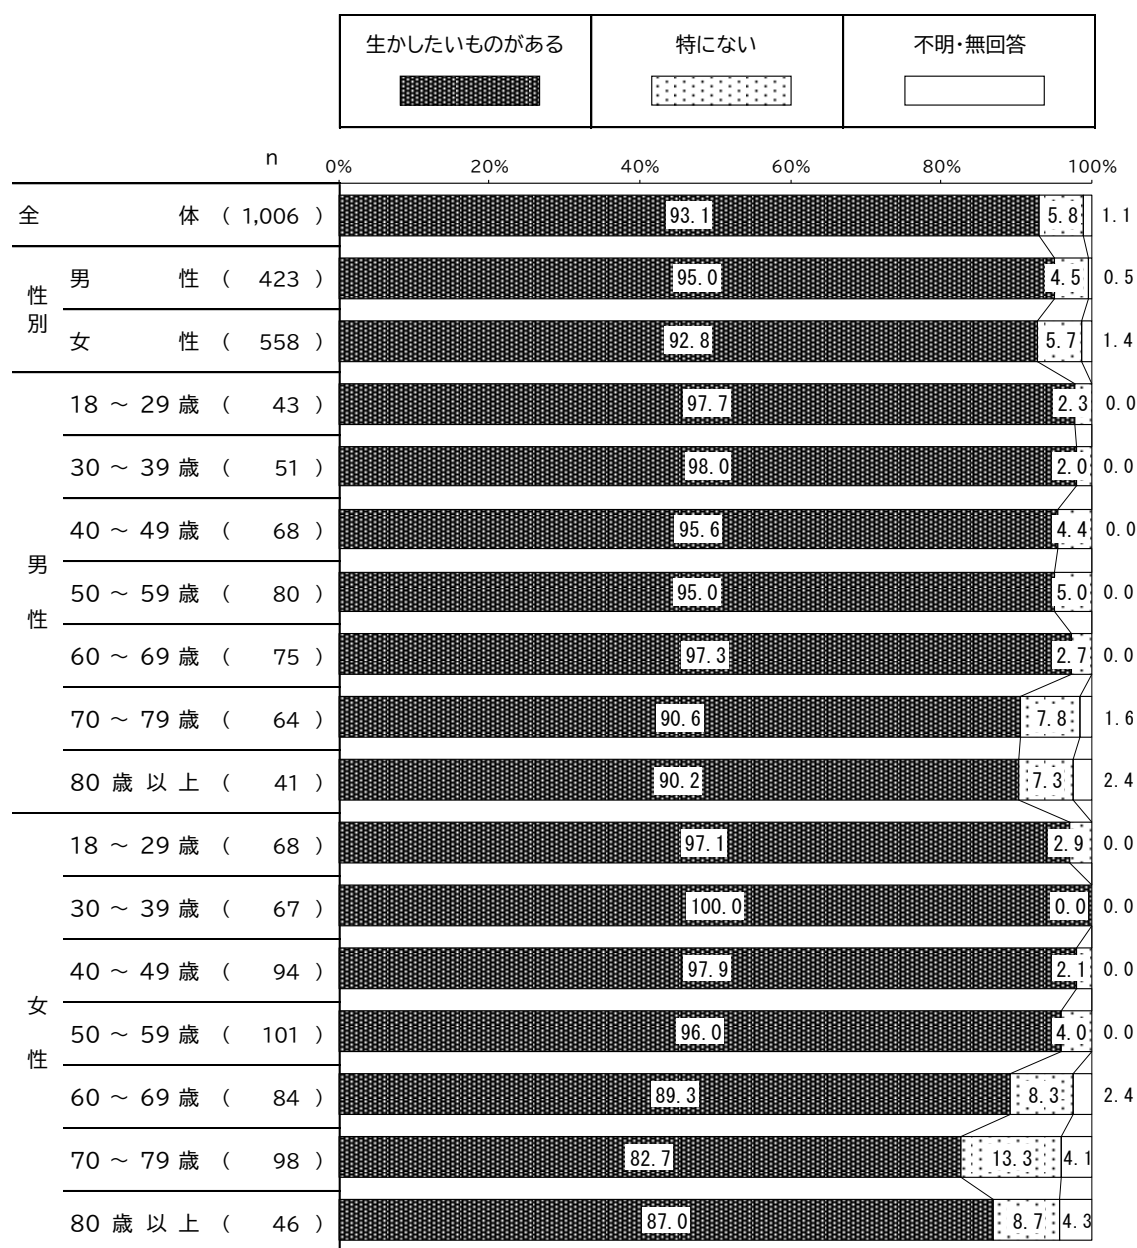 生かしたいものがある 特にない 不明・無回答
n 0% 20% 40% 60% 80% 100%
全体 ( 1,006 ) 93.1 5.8 1.1
性別
男性 ( 423 ) 95.0 4.5 0.5
女性 ( 558 ) 92.8 5.7 1.4
男性
18 ～ 29 歳 ( 43 ) 97.7 2.3 0.0
30 ～ 39 歳 ( 51 ) 98.0 2.0 0.0
40 ～ 49 歳 ( 68 ) 95.6 4.4 0.0
50 ～ 59 歳 ( 80 ) 95.0 5.0 0.0
60 ～ 69 歳 ( 75 ) 97.3 2.7 0.0
70 ～ 79 歳 ( 64 ) 90.6 7.8 1.6
80 歳以上 ( 41 ) 90.2 7.3 2.4
女性
18 ～ 29 歳 ( 68 ) 97.1 2.9 0.0
30 ～ 39 歳 ( 67 ) 100.0 0.0 0.0
40 ～ 49 歳 ( 94 ) 97.9 2.1 0.0
50 ～ 59 歳 ( 101 ) 96.0 4.0 0.0
60 ～ 69 歳 ( 84 ) 89.3 8.3 2.4
70 ～ 79 歳 ( 98 ) 82.7 13.3 4.1
80 歳以上 ( 46 ) 87.0 8.7 4.3